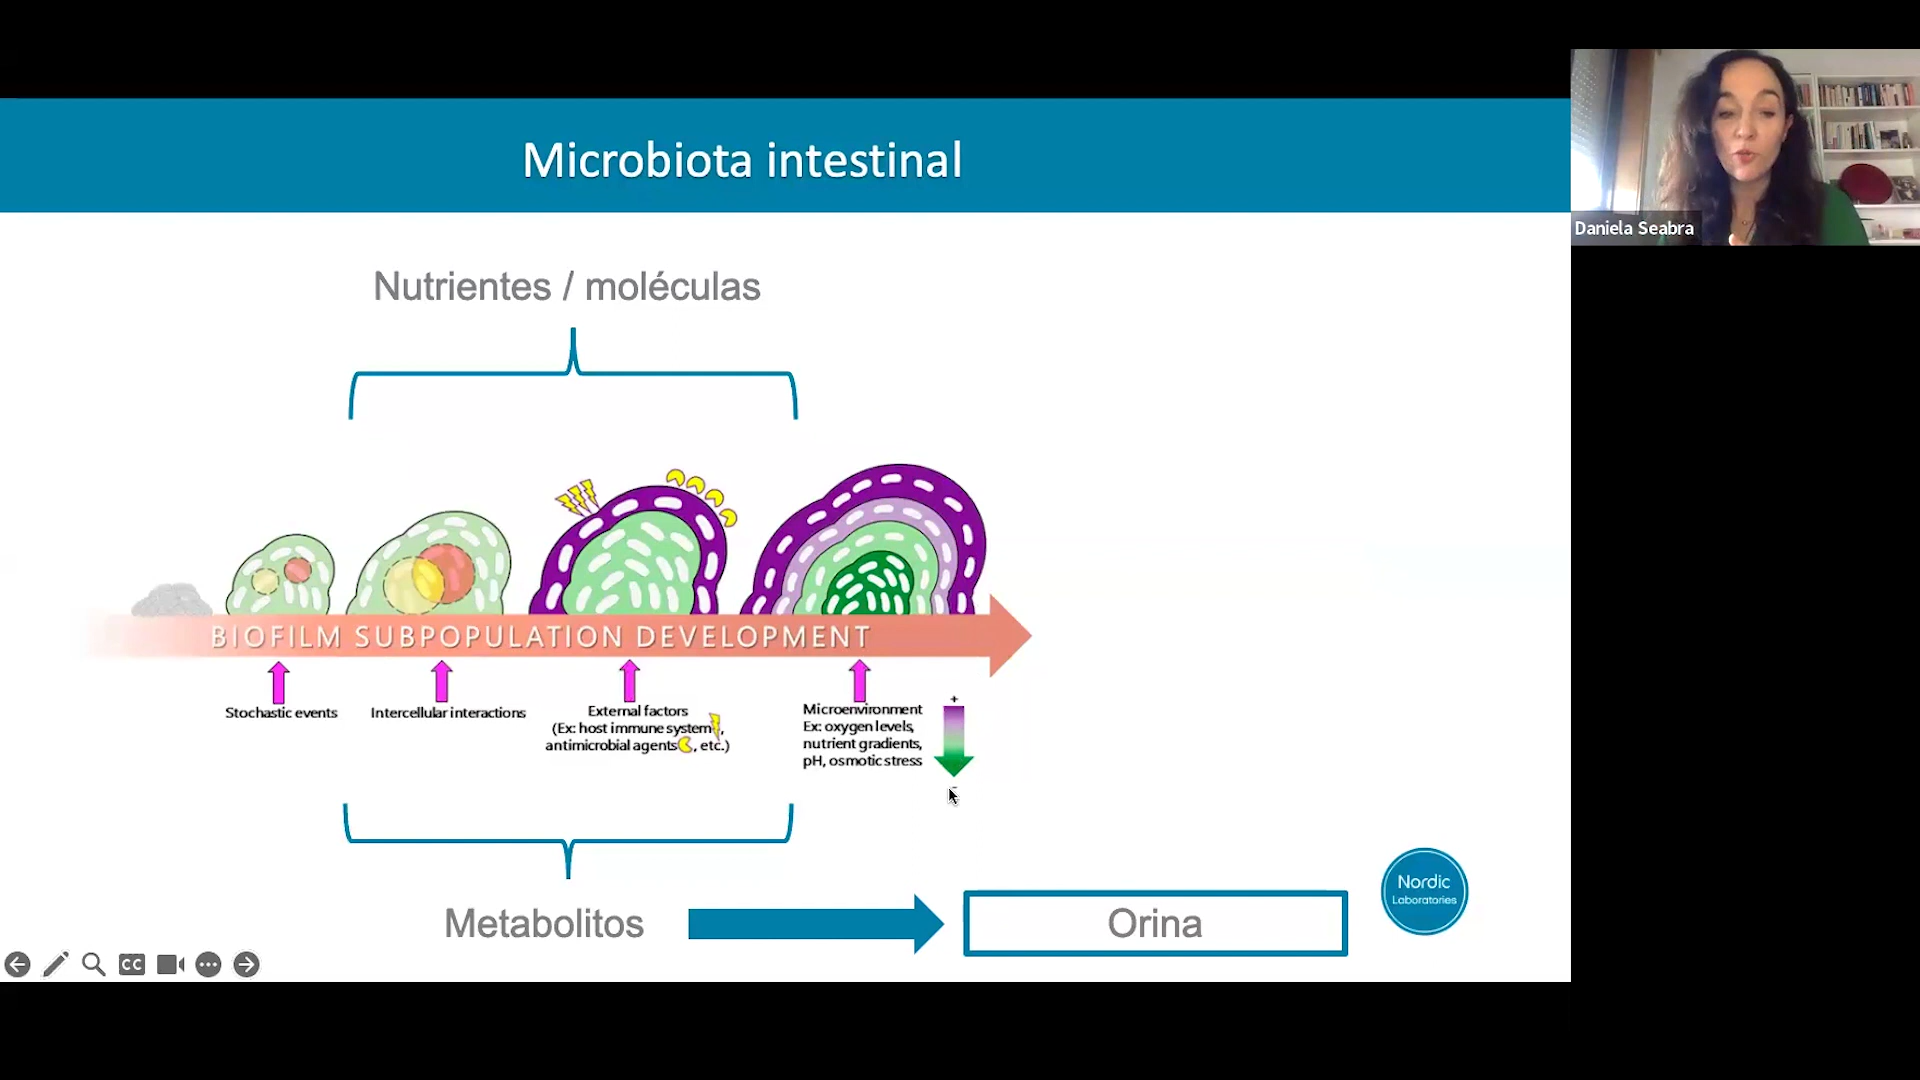 Microbiota intestinal
Daniela Seabra
Nutrientes / moléculas
BIOFILM SUBPOPULATION DEVELOPMENT
Stochastic events
Intercellular interactions
External factors
(Ex: host immune system,
antimicrobial agents, etc.)
Microenvironment
Ex: oxygen levels,
nutrient gradients,
pH, osmotic stress
+
-
Metabolitos
Orina
Nordic
Laboratories
CC